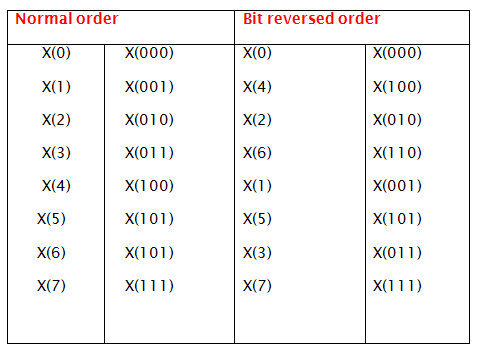 Normal order Bit reversed order
X(0) X(000) X(0) X(000)
X(1) X(001) X(4) X(100)
X(2) X(010) X(2) X(010)
X(3) X(011) X(6) X(110)
X(4) X(100) X(1) X(001)
X(5) X(101) X(5) X(101)
X(6) X(101) X(3) X(011)
X(7) X(111) X(7) X(111)